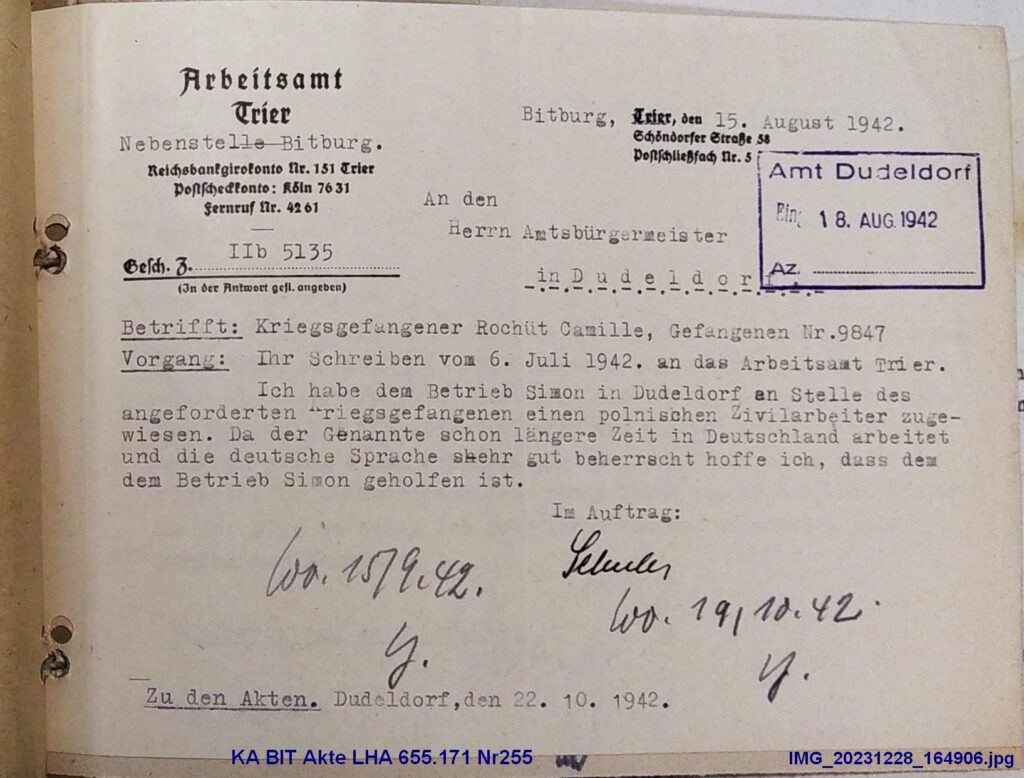 Arbeitsamt
Trier
Nebenstelle Bitburg.
Reichsbankgirokonto Nr. 151 Trier
Postscheckkonto: Köln 7631
Fernruf Nr. 4261
Gesch. Z. IIb 5135
(In der Antwort gefl. angeben)
Bitburg, Trier, den 15. August 1942.
Schöndorfer Straße 58
Postschließfach Nr. 5
Amt Dudeldorf
Eing. 18. AUG. 1942
Az.
An den
Herrn Amtsbürgermeister
in Dudeldorf.
Betrifft: Kriegsgefangener Rochüt Camille, Gefangenen Nr.9847
Vorgang: Ihr Schreiben vom 6. Juli 1942. an das Arbeitsamt Trier.
Ich habe dem Betrieb Simon in Dudeldorf an Stelle des
angeforderten Kriegsgefangenen einen polnischen Zivilarbeiter zuge-
wiesen. Da der Genannte schon längere Zeit in Deutschland arbeitet
und die deutsche Sprache sehr gut beherrscht hoffe ich, dass dem
dem Betrieb Simon geholfen ist.
Im Auftrag:
Wv. 15/9.42.
Wv. 19/10.42.
Zu den Akten. Dudeldorf,den 22. 10. 1942.
KA BIT Akte LHA 655.171 Nr255
IMG_20231228_164906.jpg